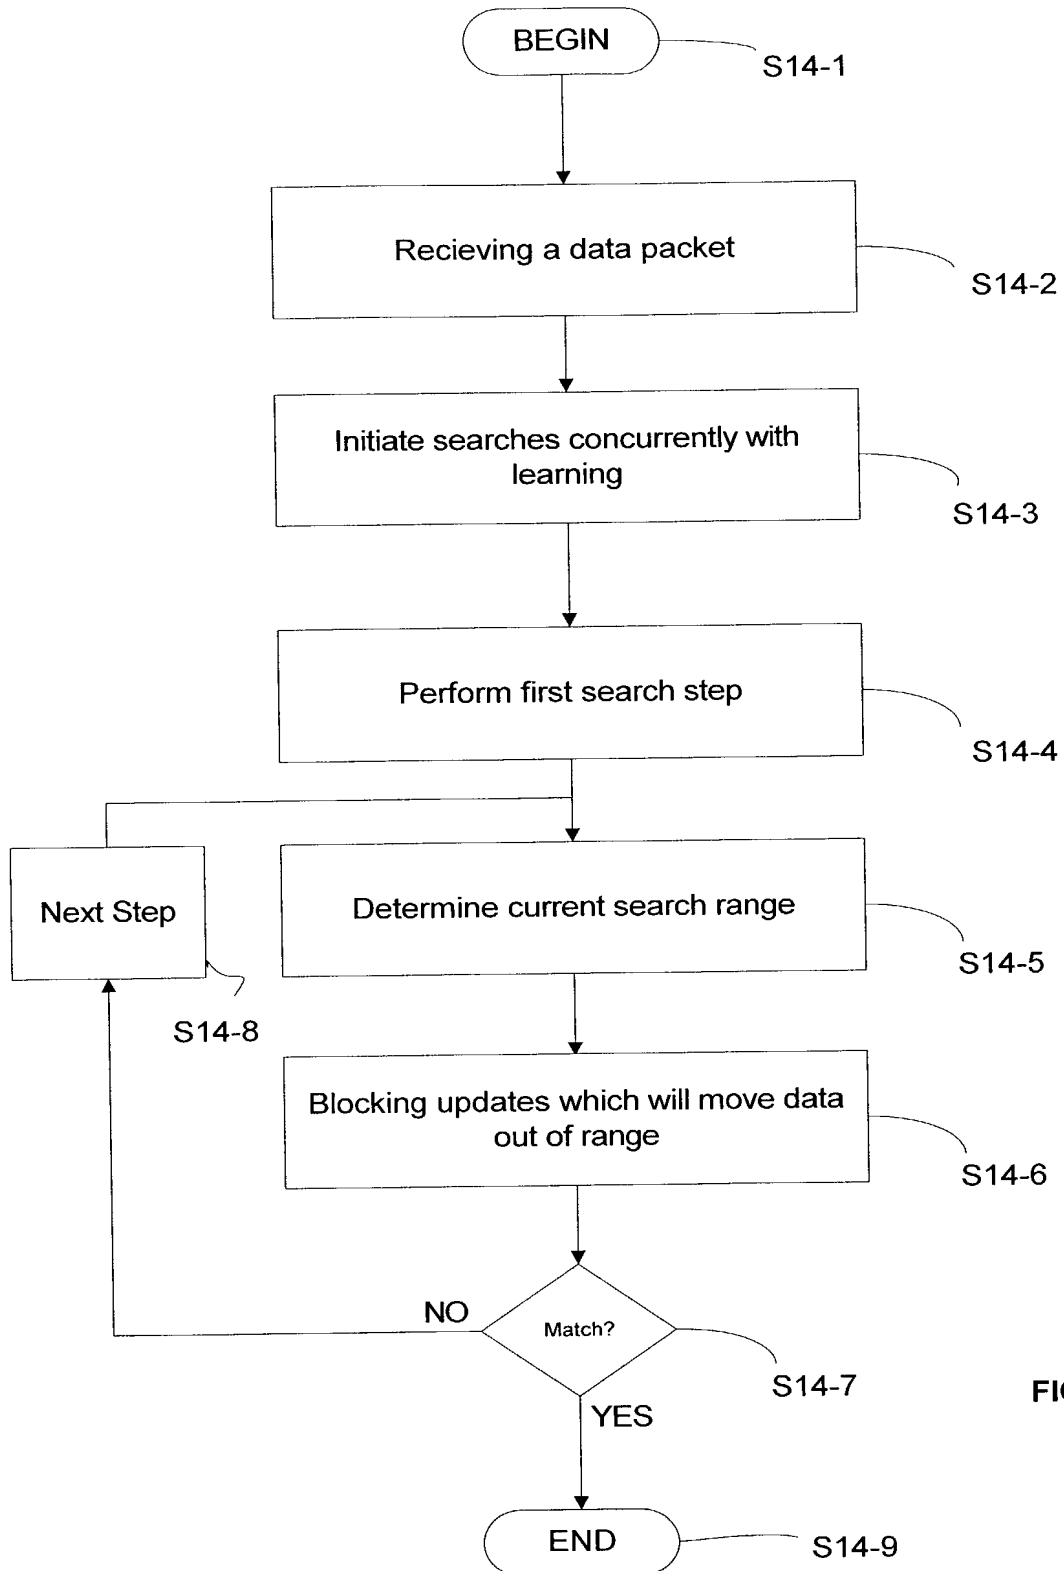 BEGIN
S14-1
Recieving a data packet
S14-2
Initiate searches concurrently with
learning
S14-3
Perform first search step
S14-4
Next Step
Determine current search range
S14-5
S14-8
Blocking updates which will move data
out of range
S14-6
NO
Match?
S14-7
YES
END
S14-9